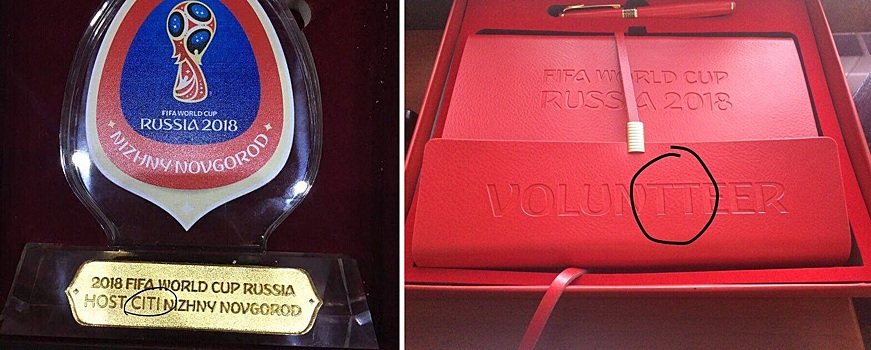 FIFA WORLD CUP
RUSSIA 2018
NIZHNY NOVGOROD
2018 FIFA WORLD CUP RUSSIA
HOST CITI NIZHNY NOVGOROD
FIFA WORLD CUP
RUSSIA 2018
VOLUNTTEER